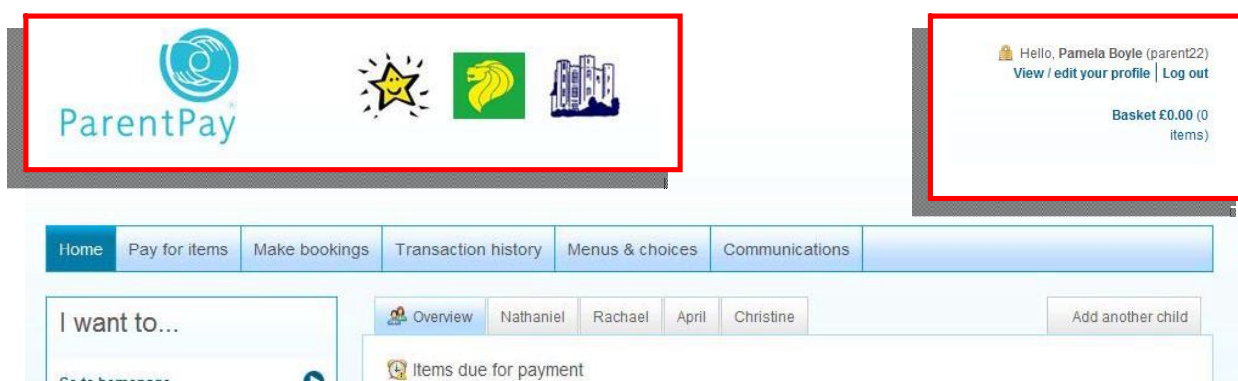 ParentPay
Hello, Pamela Boyle (parent22)
View / edit your profile | Log out
Basket £0.00 (0
items)
Home Pay for items Make bookings Transaction history Menus & choices Communications
I want to...
Overview Nathaniel Rachael April Christine Add another child
Items due for payment